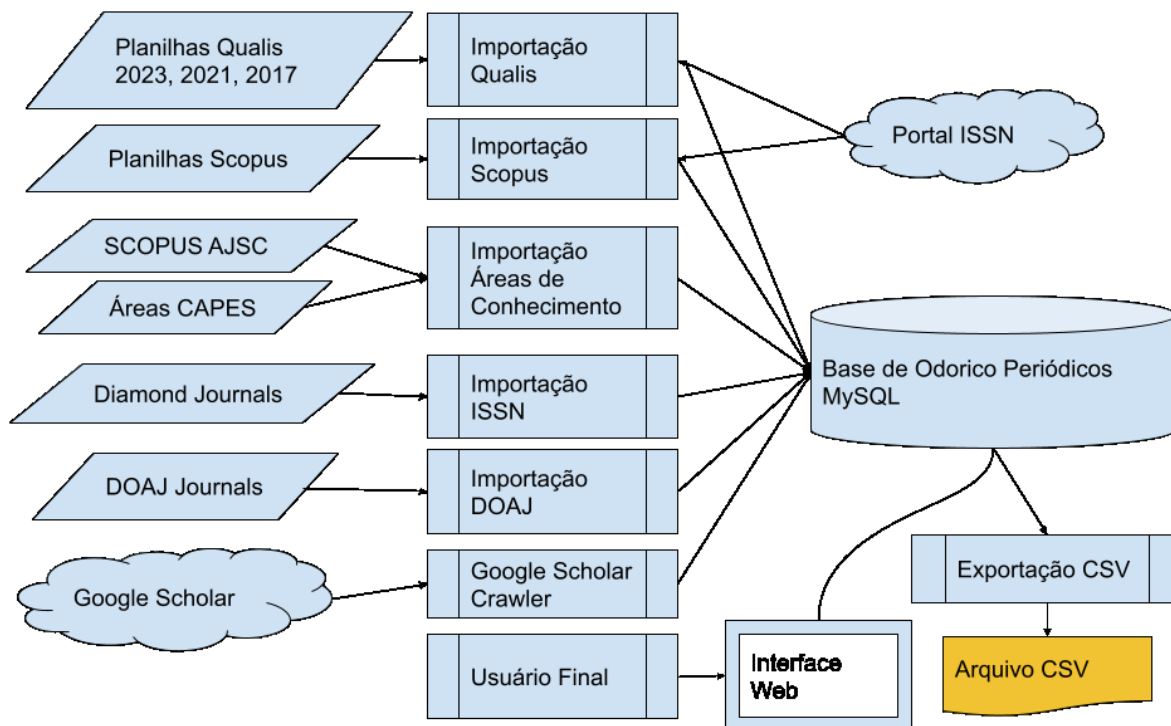 Planilhas Qualis
2023, 2021, 2017
Importação
Qualis
Planilhas Scopus
Importação
Scopus
Portal ISSN
SCOPUS AJSC
Áreas CAPES
Importação
Áreas de
Conhecimento
Base de Odorico Periódicos
MySQL
Diamond Journals
Importação
ISSN
DOAJ Journals
Importação
DOAJ
Google Scholar
Google Scholar
Crawler
Exportação CSV
Usuário Final
Interface
Web
Arquivo CSV